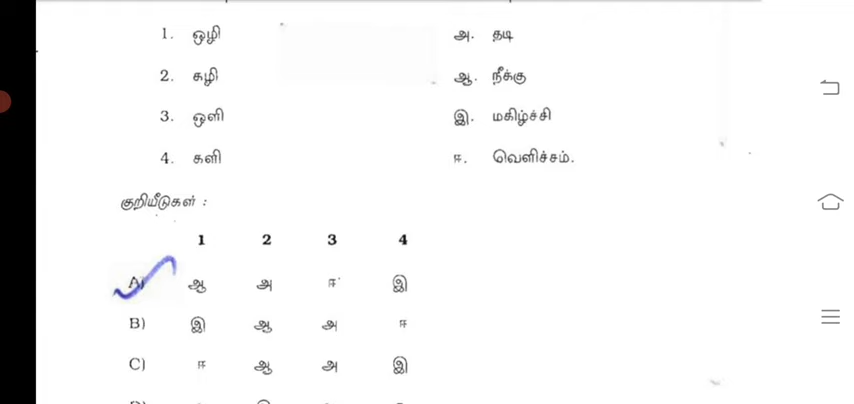 1. ஒழி அ. தடி
2. கழி ஆ. நீக்கு
3. ஒளி இ. மகிழ்ச்சி
4. களி ஈ. வெளிச்சம்.
குறியீடுகள் :
1 2 3 4
A) ஆ அ ஈ இ
B) இ ஆ அ ஈ
C) ஈ ஆ அ இ